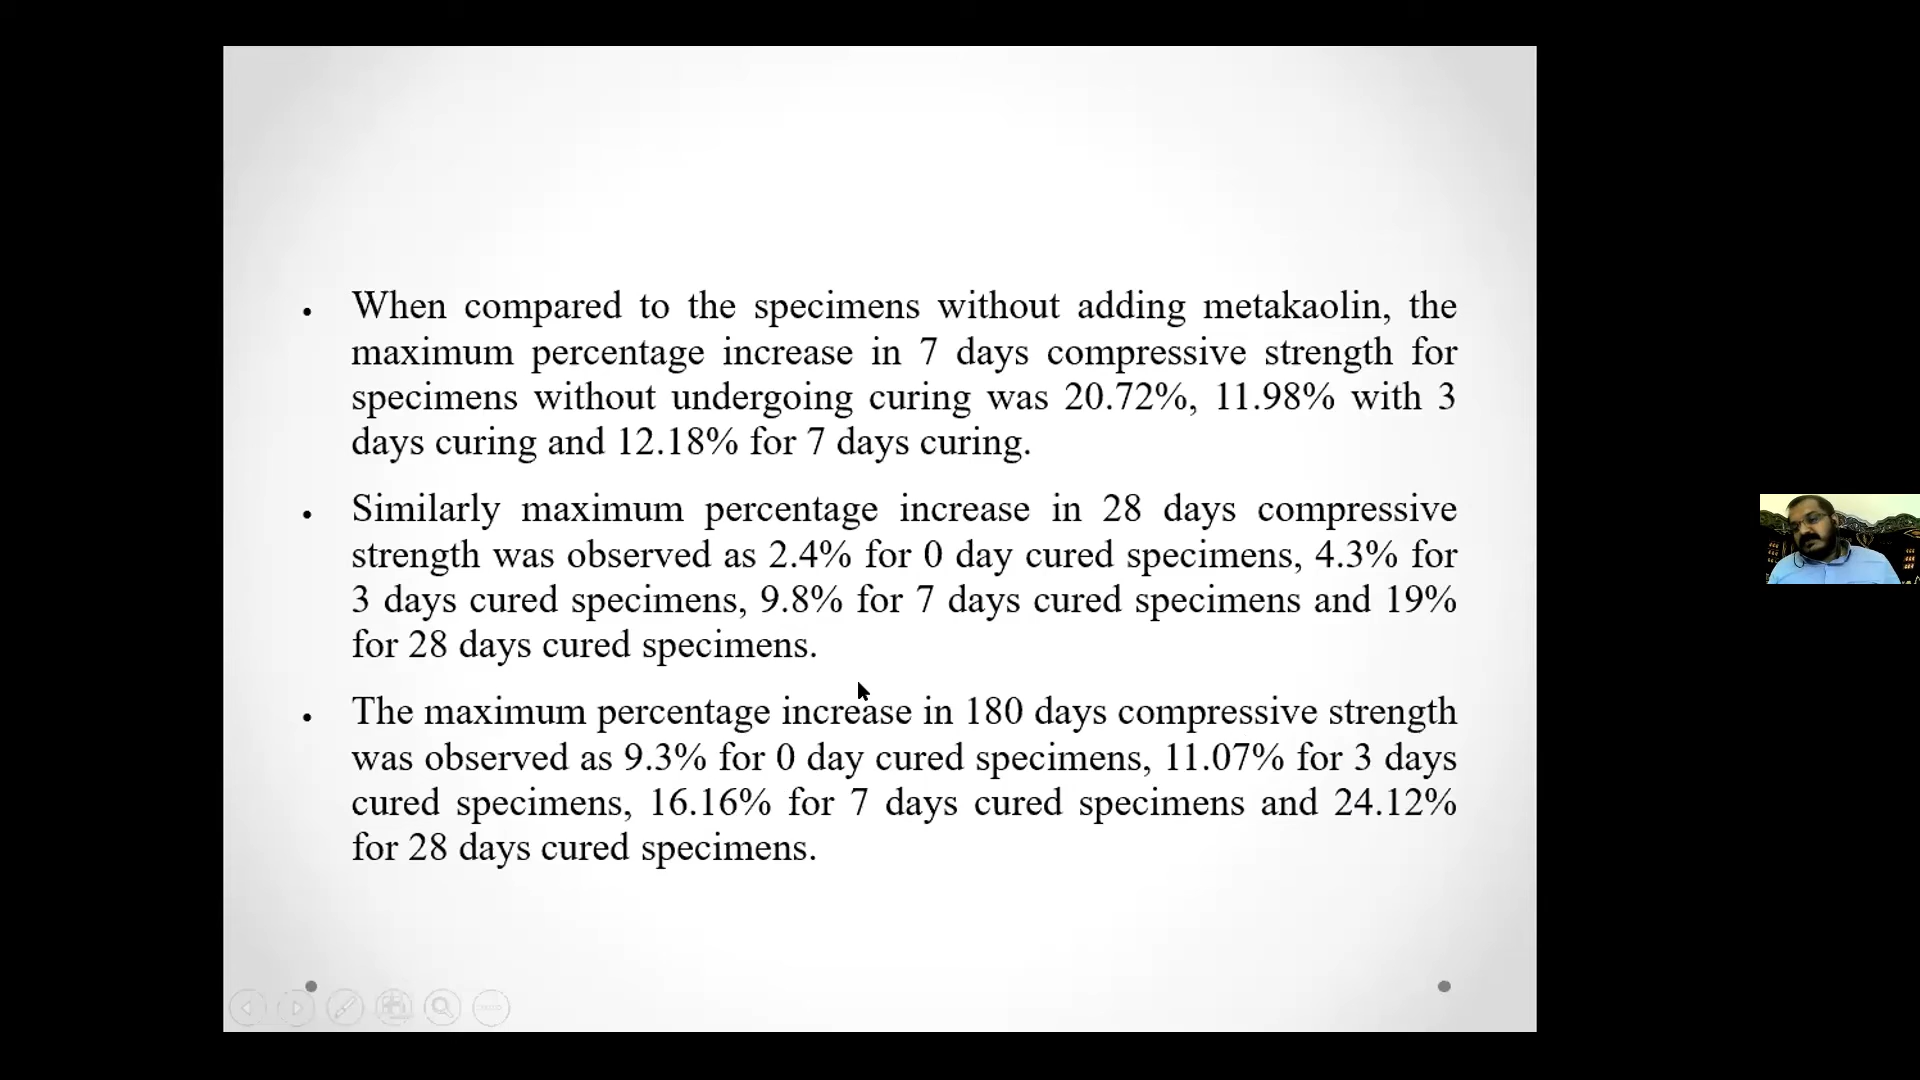 When compared to the specimens without adding metakaolin, the
maximum percentage increase in 7 days compressive strength for
specimens without undergoing curing was 20.72%, 11.98% with 3
days curing and 12.18% for 7 days curing.
Similarly maximum percentage increase in 28 days compressive
strength was observed as 2.4% for 0 day cured specimens, 4.3% for
3 days cured specimens, 9.8% for 7 days cured specimens and 19%
for 28 days cured specimens.
The maximum percentage increase in 180 days compressive strength
was observed as 9.3% for 0 day cured specimens, 11.07% for 3 days
cured specimens, 16.16% for 7 days cured specimens and 24.12%
for 28 days cured specimens.